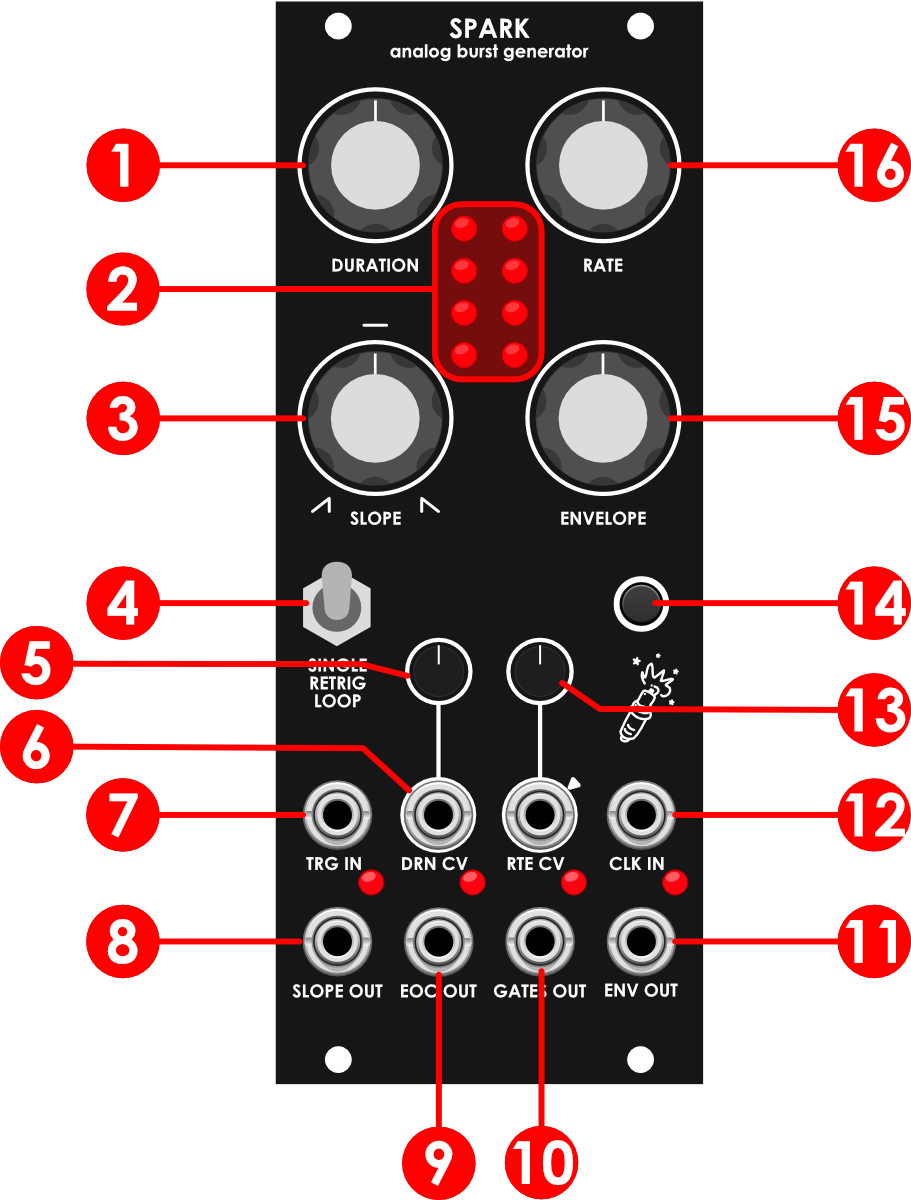 SPARK
analog burst generator
1
16
DURATION
RATE
2
3
15
SLOPE
ENVELOPE
4
14
5
SINGLE
RETRIG
LOOP
13
6
7
12
TRG IN
DRN CV
RTE CV
CLK IN
8
11
SLOPE OUT
EOC OUT
GATES OUT
ENV OUT
9
10